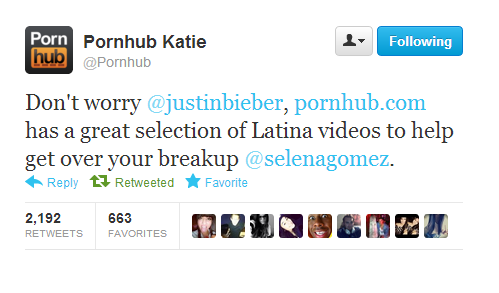 Porn
hub
Pornhub Katie
@Pornhub
Following
Don't worry @justinbieber, pornhub.com
has a great selection of Latina videos to help
get over your breakup @selenagomez.
Reply Retweeted Favorite
2,192 663
RETWEETS FAVORITES